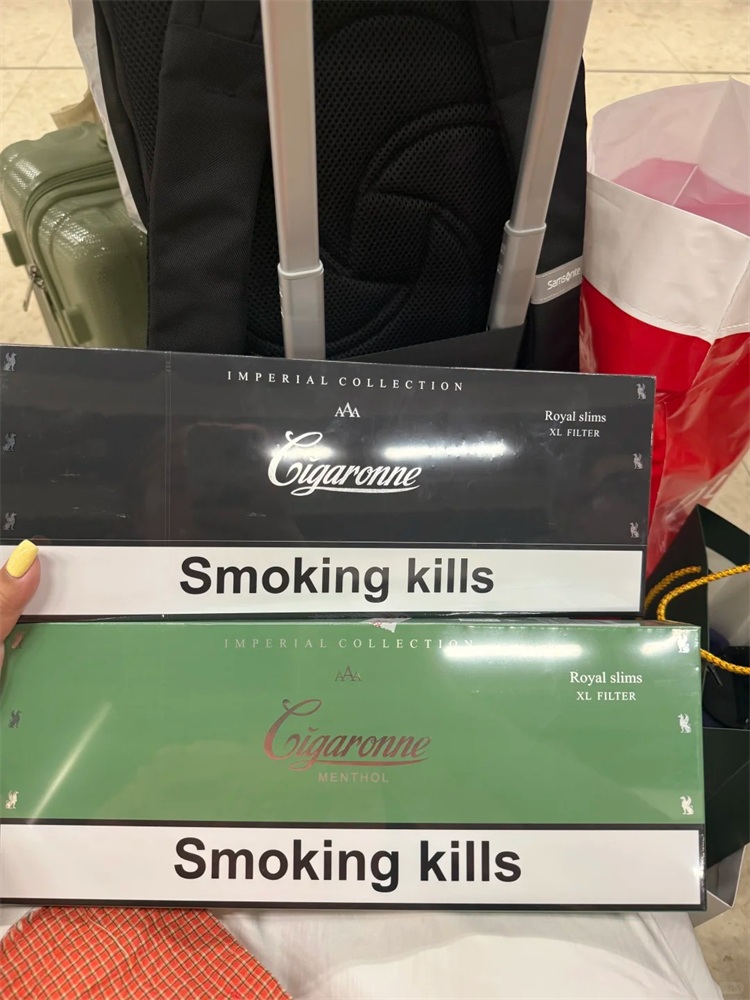 Samsonite
IMPERIAL COLLECTION
AAA
Royal slims
XL FILTER
Cigaronne
Smoking kills
IMPERIAL COLLECTION
AAA
Royal slims
XL FILTER
Cigaronne
MENTHOL
Smoking kills